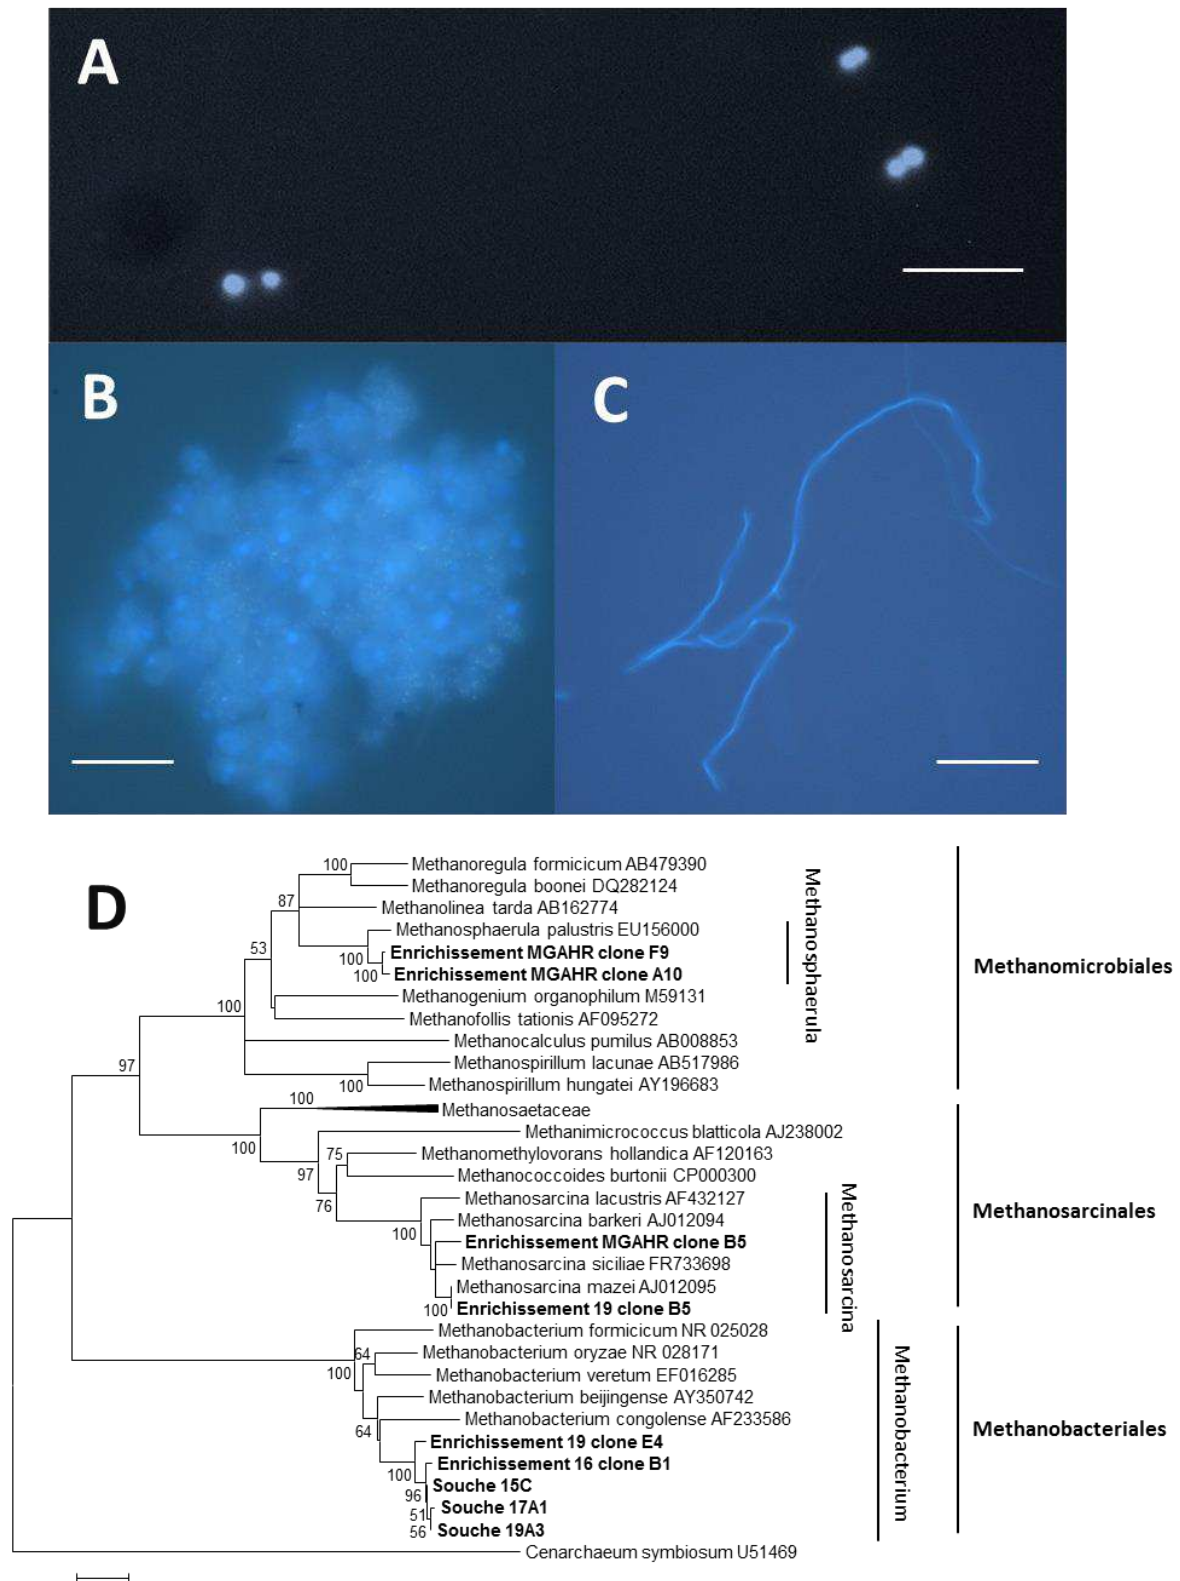 A
B
C
D
100
Methanoregula formicicum AB479390
Methanoregula boonei DQ282124
87
Methanolinea tarda AB162774
Methanosphaerula palustris EU156000
53
100
Enrichissement MGAHR clone F9
100
Enrichissement MGAHR clone A10
Methanogenium organophilum M59131
100
Methanofollis tationis AF095272
Methanocalculus pumilus AB008853
Methanospirillum lacunae AB517986
97
100
Methanospirillum hungatei AY196683
Methanosphaerula
Methanomicrobiales
100
Methanosaetaceae
100
Methanimicrococcus blatticola AJ238002
75
Methanomethylovorans hollandica AF120163
97
Methanococcoides burtonii CP000300
76
Methanosarcina lacustris AF432127
Methanosarcina barkeri AJ012094
100
Enrichissement MGAHR clone B5
Methanosarcina siciliae FR733698
Methanosarcina mazei AJ012095
100
Enrichissement 19 clone B5
Methanosarcina
Methanosarcinales
Methanobacterium formicicum NR 025028
64
Methanobacterium oryzae NR 028171
100
Methanobacterium veretum EF016285
Methanobacterium beijingense AY350742
Methanobacterium congolense AF233586
64
Enrichissement 19 clone E4
Enrichissement 16 clone B1
100
Souche 15C
96
Souche 17A1
51
56
Souche 19A3
Methanobacterium
Methanobacteriales
Cenarchaeum symbiosum U51469